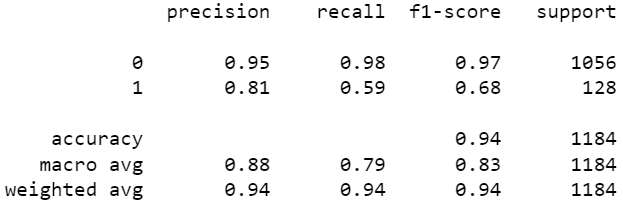 precision recall f1-score support
0 0.95 0.98 0.97 1056
1 0.81 0.59 0.68 128
accuracy 0.94 1184
macro avg 0.88 0.79 0.83 1184
weighted avg 0.94 0.94 0.94 1184